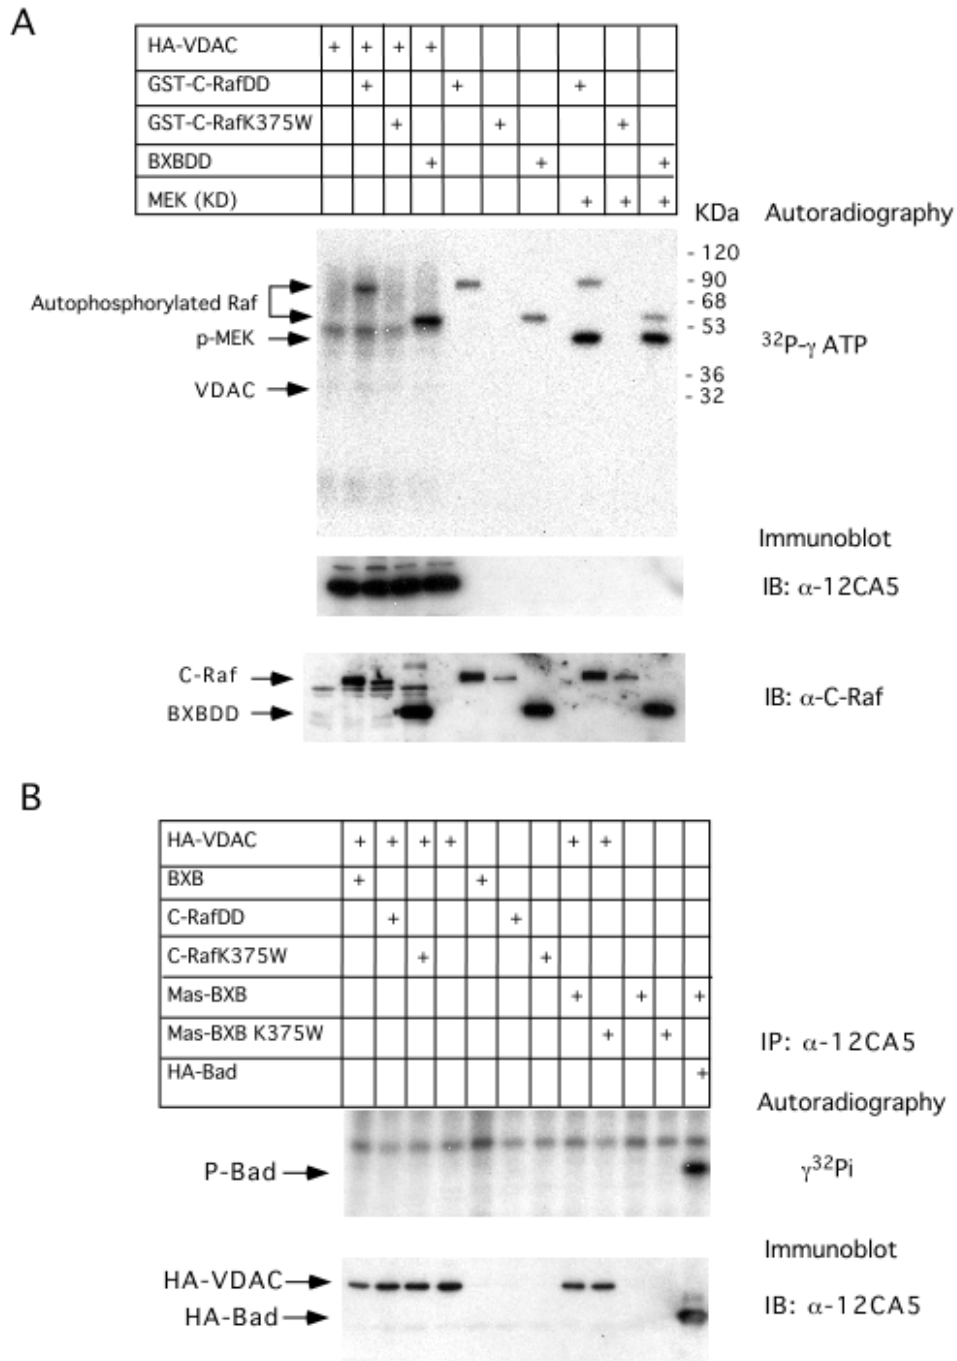 A
HA-VDAC + + + +
GST-C-RafDD + + +
GST-C-RafK375W + + +
BXBDD + + +
MEK (KD) + + +
KDa Autoradiography
- 120
- 90
- 68
- 53
- 36
- 32
Autophosphorylated Raf
p-MEK
VDAC
32P-γ ATP
Immunoblot
IB: α-12CA5
C-Raf
BXBDD
IB: α-C-Raf
B
HA-VDAC + + + + + +
BXB + +
C-RafDD + +
C-RafK375W + +
Mas-BXB + + +
Mas-BXB K375W + +
HA-Bad +
IP: α-12CA5
Autoradiography
P-Bad
γ32Pi
Immunoblot
HA-VDAC
HA-Bad
IB: α-12CA5